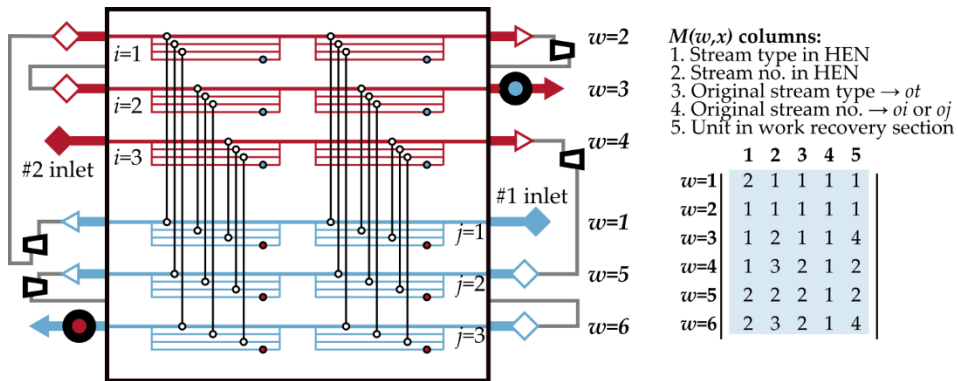 i=1
w=2
i=2
w=3
i=3
w=4
#2 inlet
#1 inlet
j=1
w=1
j=2
w=5
j=3
w=6
M(w,x) columns:
1. Stream type in HEN
2. Stream no. in HEN
3. Original stream type → ot
4. Original stream no. → oi or oj
5. Unit in work recovery section
1 2 3 4 5
w=1 2 1 1 1 1
w=2 1 1 1 1 1
w=3 1 2 1 1 4
w=4 1 3 2 1 2
w=5 2 2 2 1 2
w=6 2 3 2 1 4